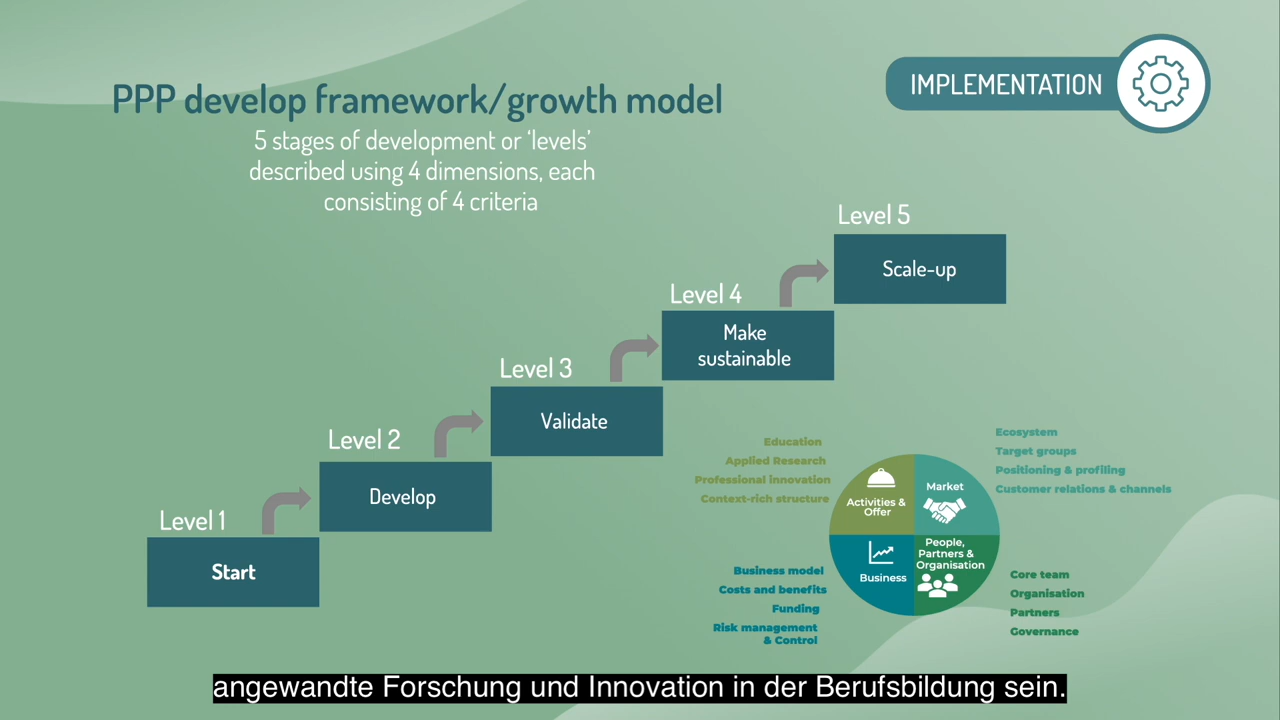 IMPLEMENTATION
PPP develop framework/growth model
5 stages of development or ‘levels’
described using 4 dimensions, each
consisting of 4 criteria
Level 5
Scale-up
Level 4
Make
sustainable
Level 3
Validate
Level 2
Develop
Level 1
Start
Education
Applied Research
Professional innovation
Context-rich structure
Activities &
Offer
Market
Ecosystem
Target groups
Positioning & profiling
Customer relations & channels
Business model
Costs and benefits
Funding
Risk management
& Control
Business
People,
Partners &
Organisation
Core team
Organisation
Partners
Governance
angewandte Forschung und Innovation in der Berufsbildung sein.